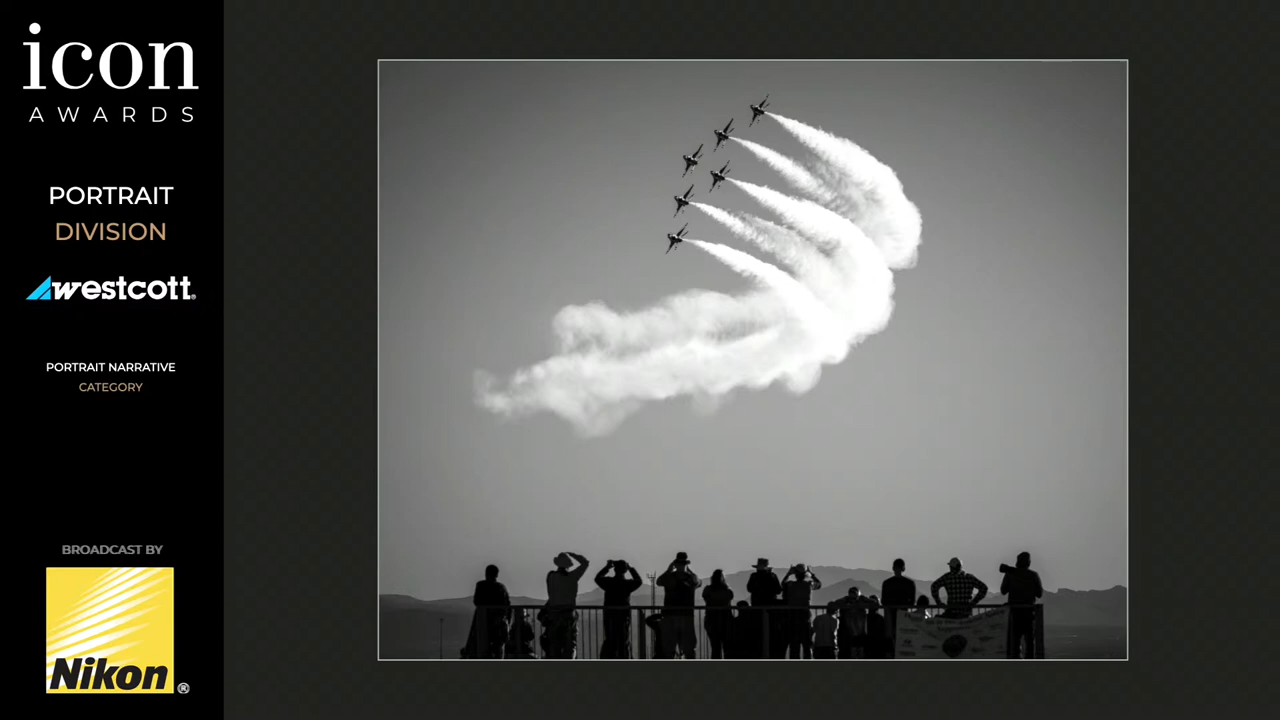 icon
AWARDS
PORTRAIT
DIVISION
westcott
PORTRAIT NARRATIVE
CATEGORY
BROADCAST BY
Nikon